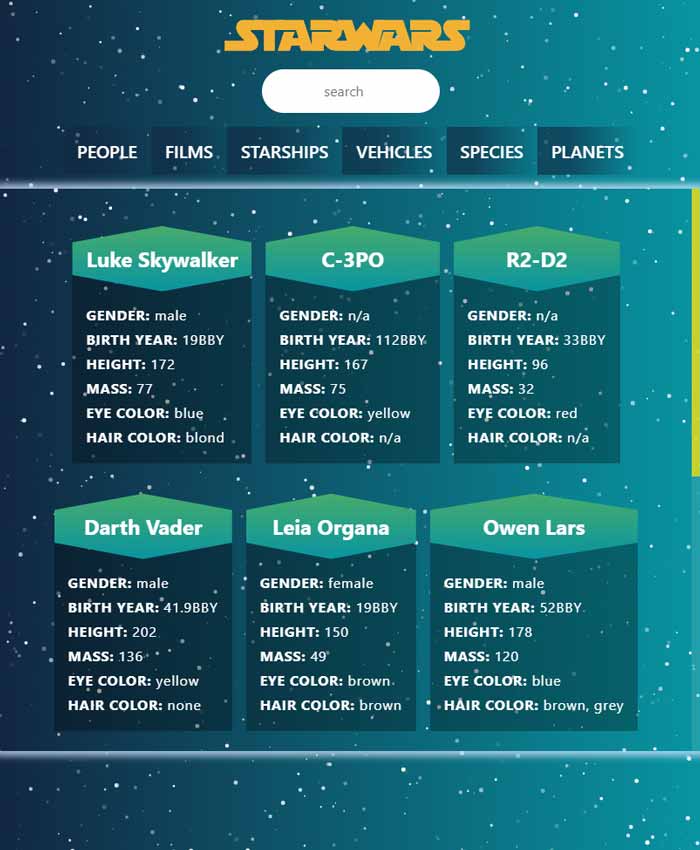 STARWARS
search
PEOPLE FILMS STARSHIPS VEHICLES SPECIES PLANETS
Luke Skywalker
GENDER: male
BIRTH YEAR: 19BBY
HEIGHT: 172
MASS: 77
EYE COLOR: blue
HAIR COLOR: blond
C-3PO
GENDER: n/a
BIRTH YEAR: 112BBY
HEIGHT: 167
MASS: 75
EYE COLOR: yellow
HAIR COLOR: n/a
R2-D2
GENDER: n/a
BIRTH YEAR: 33BBY
HEIGHT: 96
MASS: 32
EYE COLOR: red
HAIR COLOR: n/a
Darth Vader
GENDER: male
BIRTH YEAR: 41.9BBY
HEIGHT: 202
MASS: 136
EYE COLOR: yellow
HAIR COLOR: none
Leia Organa
GENDER: female
BIRTH YEAR: 19BBY
HEIGHT: 150
MASS: 49
EYE COLOR: brown
HAIR COLOR: brown
Owen Lars
GENDER: male
BIRTH YEAR: 52BBY
HEIGHT: 178
MASS: 120
EYE COLOR: blue
HAIR COLOR: brown, grey